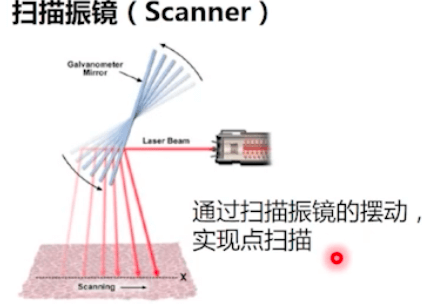 扫描振镜（Scanner）
Galvanometer
Mirror
Laser Beam
通过扫描振镜的摆动，
实现点扫描
X
Scanning